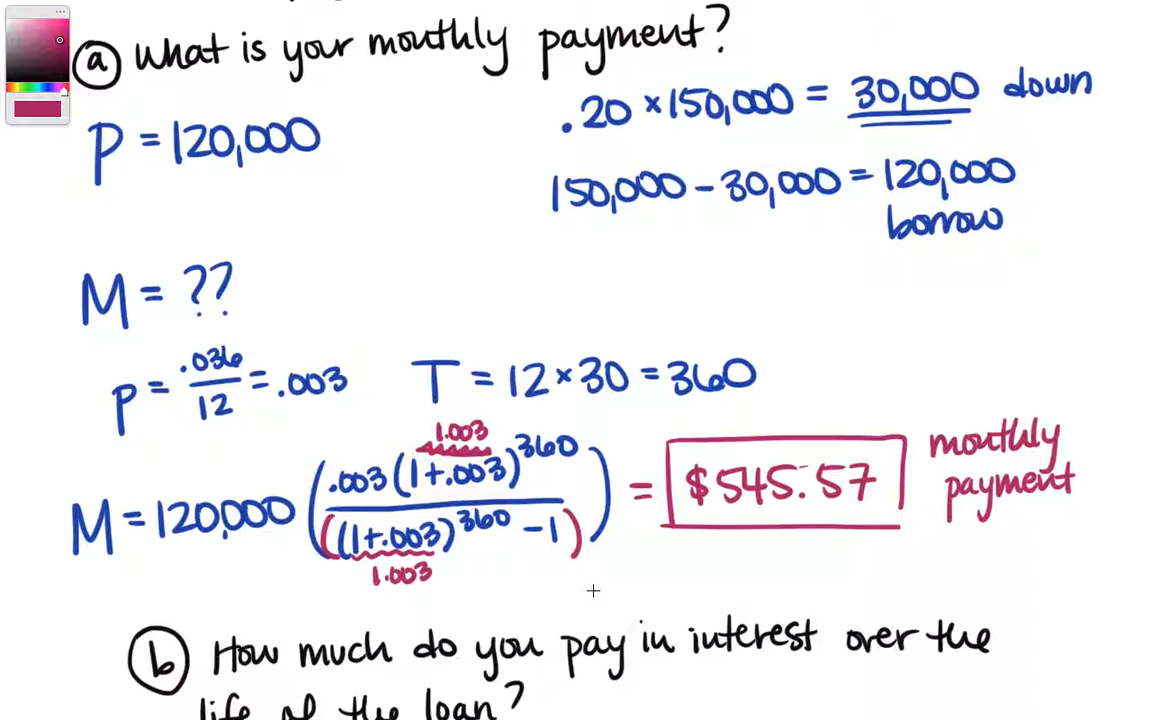 (a) What is your monthly payment?
.20 × 150,000 = 30,000 down
P = 120,000
150,000 - 30,000 = 120,000
borrow
M = ??
p = .036/12 = .003
T = 12 × 30 = 360
1.003
M = 120,000 (.003(1+.003)^360 / ((1+.003)^360 - 1)) = $545.57
monthly
payment
1.003
(b) How much do you pay in interest over the
life of the loan?